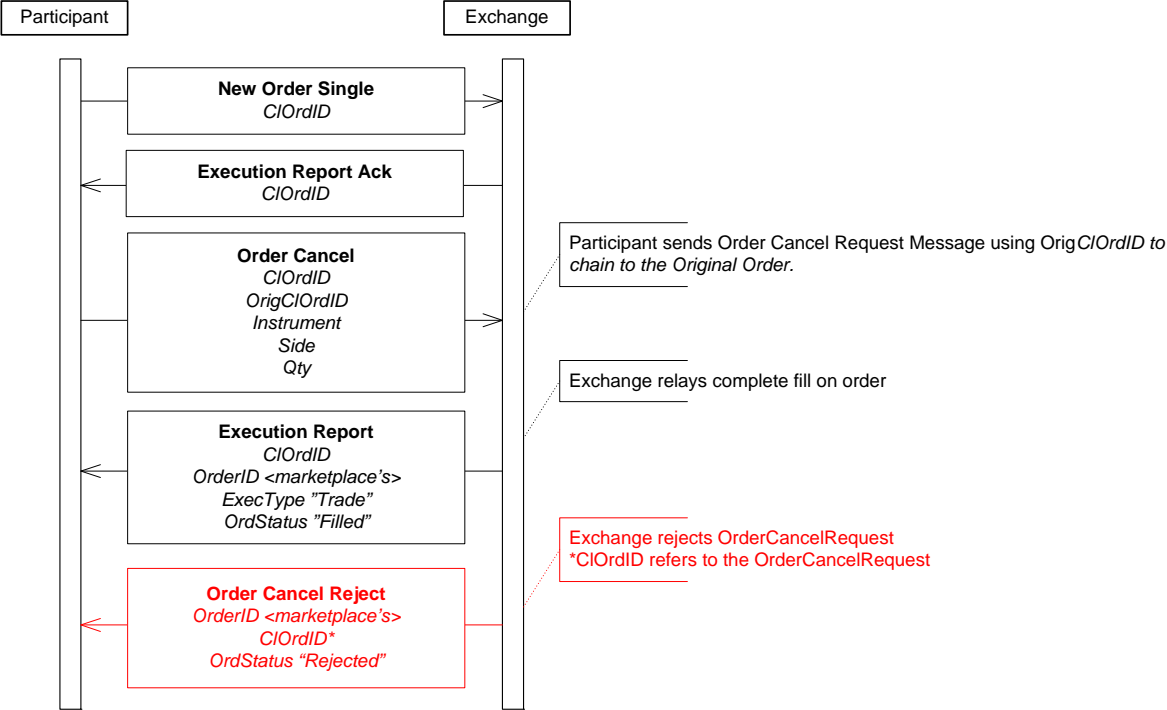 Participant
Exchange
New Order Single
ClOrdID
Execution Report Ack
ClOrdID
Participant sends Order Cancel Request Message using OrigClOrdID to
chain to the Original Order.
Order Cancel
ClOrdID
OrigClOrdID
Instrument
Side
Qty
Exchange relays complete fill on order
Execution Report
ClOrdID
OrderID <marketplace's>
ExecType ”Trade”
OrdStatus ”Filled”
Exchange rejects OrderCancelRequest
*ClOrdID refers to the OrderCancelRequest
Order Cancel Reject
OrderID <marketplace’s>
ClOrdID*
OrdStatus “Rejected”